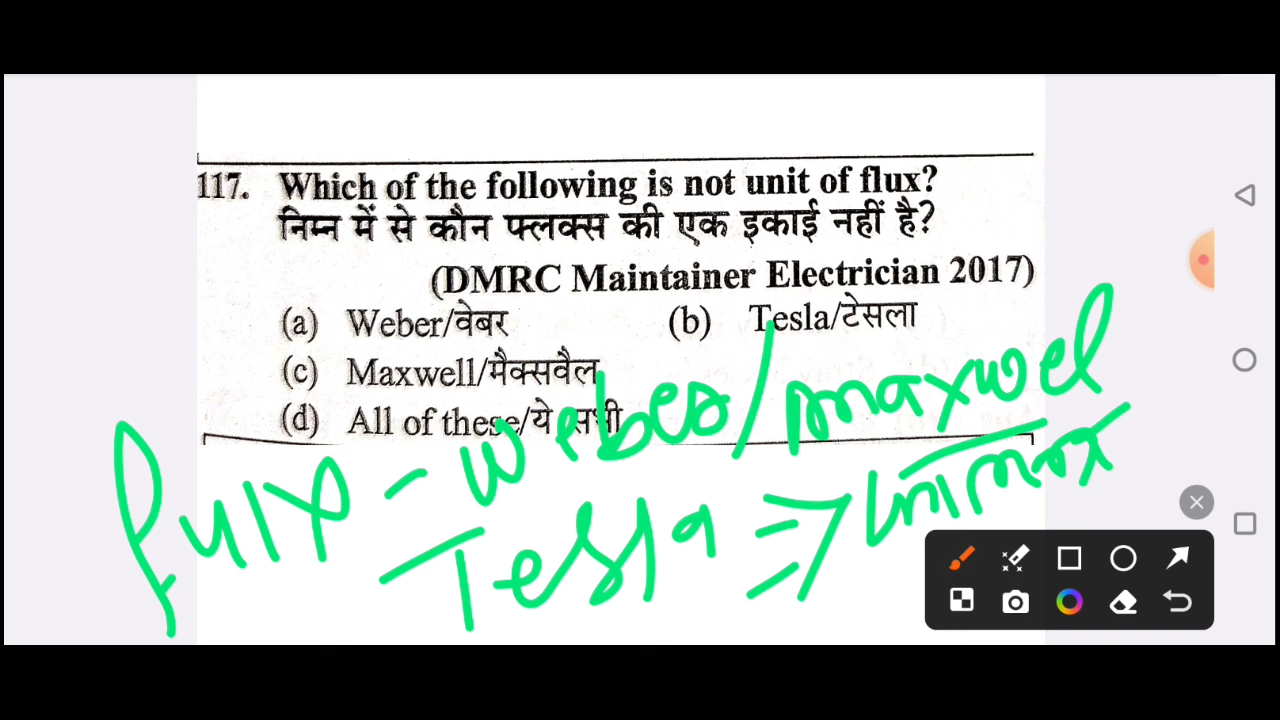 117. Which of the following is not unit of flux?
निम्न में से कौन फ्लक्स की एक इकाई नहीं है?
(DMRC Maintainer Electrician 2017)
(a) Weber/वेबर (b) Tesla/टेसला
(c) Maxwell/मैक्सवैल
(d) All of these/ये सभी
= weber/maxwel
Tesla ⇒